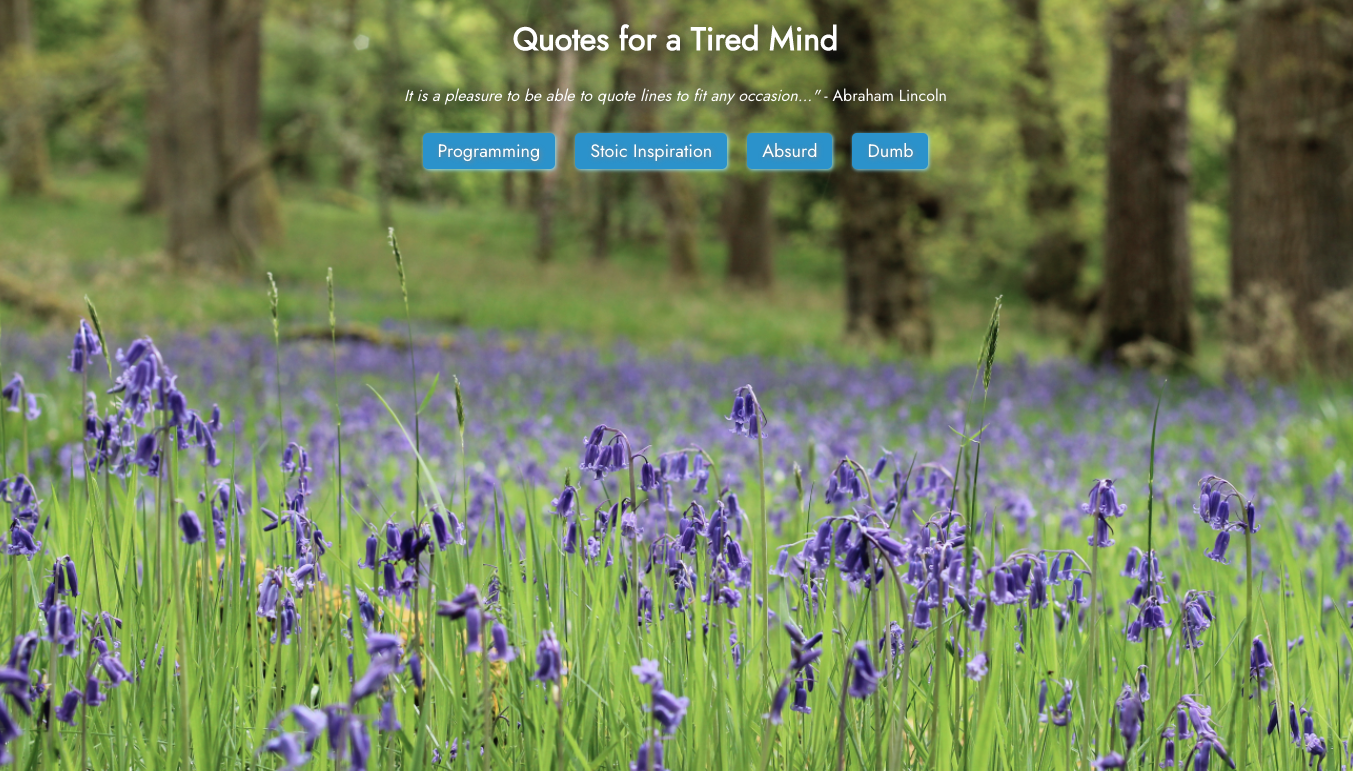 Quotes for a Tired Mind
It is a pleasure to be able to quote lines to fit any occasion..." - Abraham Lincoln
Programming Stoic Inspiration Absurd Dumb